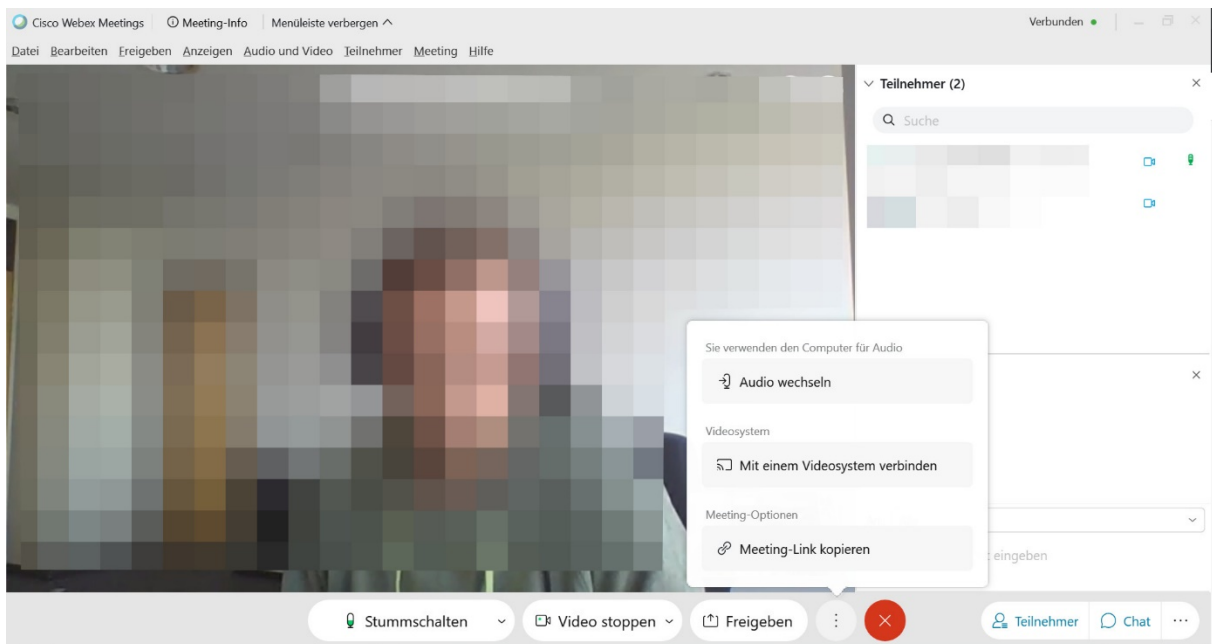 Cisco Webex Meetings Meeting-Info Menüleiste verbergen Verbunden
Datei Bearbeiten Freigeben Anzeigen Audio und Video Teilnehmer Meeting Hilfe
Teilnehmer (2)
Suche
Sie verwenden den Computer für Audio
Audio wechseln
Videosystem
Mit einem Videosystem verbinden
Meeting-Optionen
Meeting-Link kopieren
eingeben
Stummschalten Video stoppen Freigeben Teilnehmer Chat